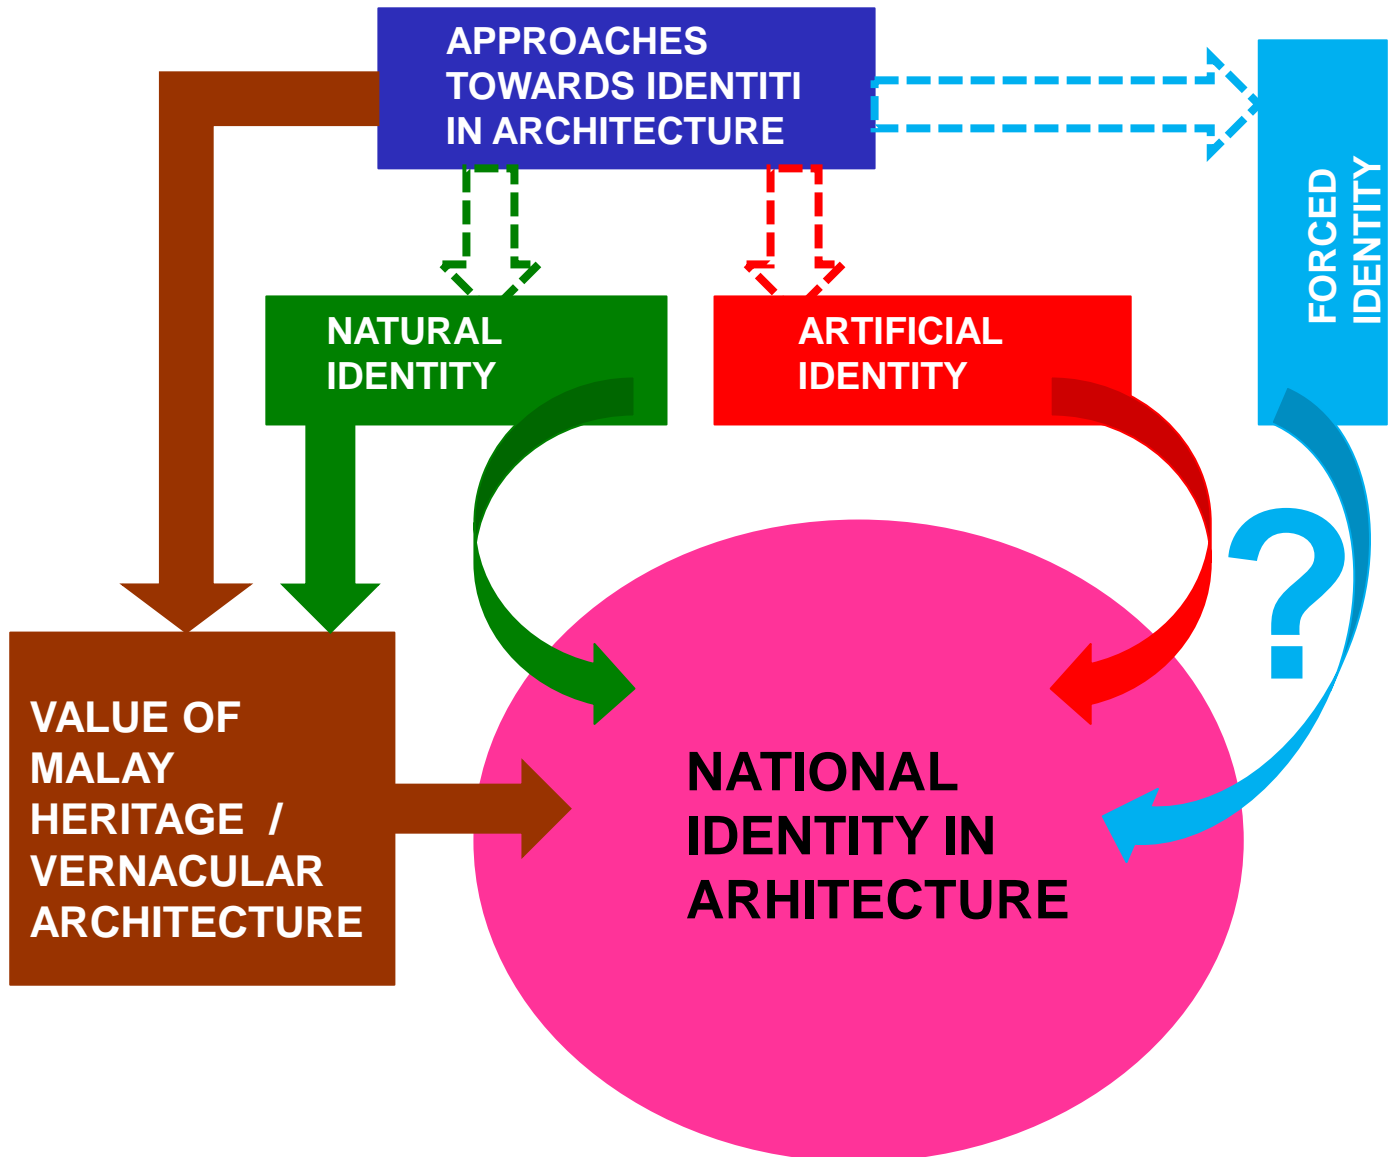 APPROACHES
TOWARDS IDENTITI
IN ARCHITECTURE
FORCED
IDENTITY
NATURAL
IDENTITY
ARTIFICIAL
IDENTITY
?
VALUE OF
MALAY
HERITAGE /
VERNACULAR
ARCHITECTURE
NATIONAL
IDENTITY IN
ARHITECTURE